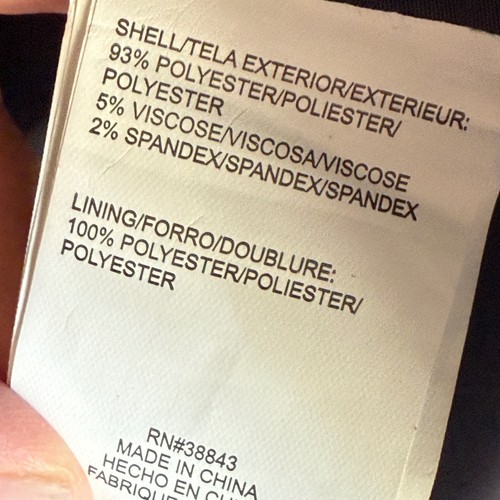 SHELL/TELA EXTERIOR/EXTERIEUR:
93% POLYESTER/POLIESTER/
POLYESTER
5% VISCOSE/VISCOSA/VISCOSE
2% SPANDEX/SPANDEX/SPANDEX
LINING/FORRO/DOUBLURE:
100% POLYESTER/POLIESTER/
POLYESTER
RN#38843
MADE IN CHINA
HECHO EN